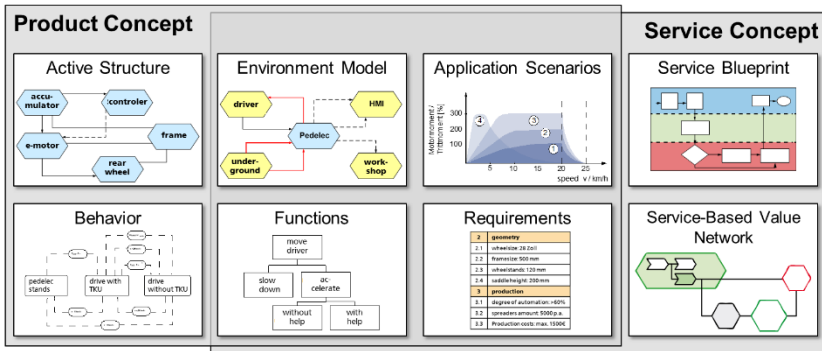 Product Concept
Service Concept
Active Structure
accu-
mulator
controler
e-motor
frame
rear
wheel
Environment Model
driver
HMI
Pedelec
under-
ground
work-
shop
Application Scenarios
Motormoment /
Trittmoment [%]
300
200
100
4
3
2
1
0
5
10
15
20
25
speed v / km/h
Service Blueprint
Behavior
pedelec
stands
drive with
TKU
drive
without TKU
Functions
move
driver
slow
down
ac-
celerate
without
help
with
help
Requirements
2 geometry
2.1 wheelsize: 28 Zoll
2.2 framesize: 500 mm
2.3 wheelstands: 120 mm
2.4 saddle height: 200 mm
3 production
3.1 degree of automation: >60%
3.2 spreaders amount 5000 p.a.
3.3 Production costs: max. 1500€
Service-Based Value
Network